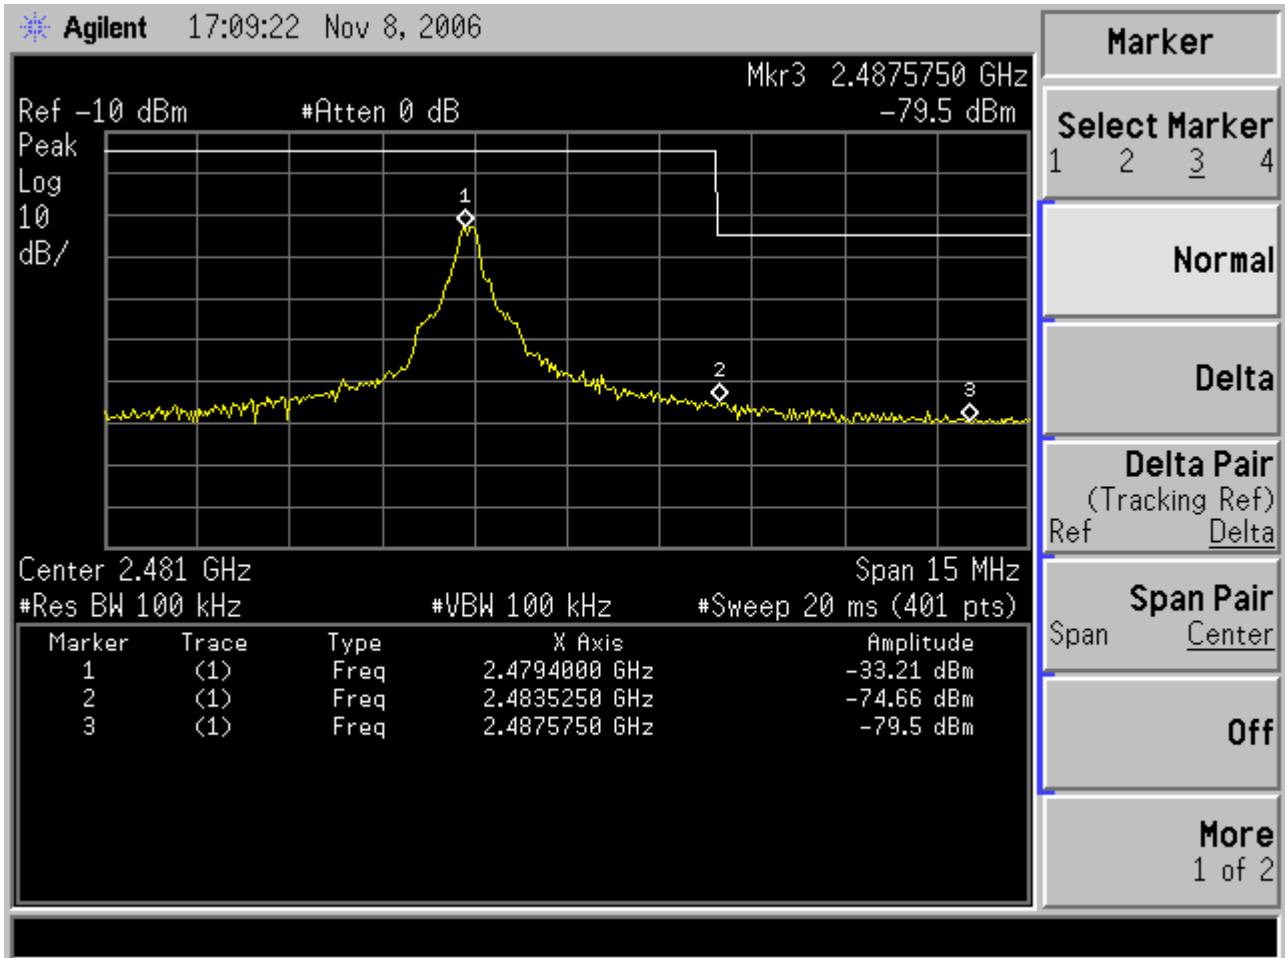 Agilent 17:09:22 Nov 8, 2006
Mkr3 2.4875750 GHz
Ref -10 dBm #Atten 0 dB -79.5 dBm
Peak
Log
10
dB/
1
2
3
Center 2.481 GHz Span 15 MHz
#Res BW 100 kHz #VBW 100 kHz #Sweep 20 ms (401 pts)
Marker Trace Type X Axis Amplitude
1 (1) Freq 2.4794000 GHz -33.21 dBm
2 (1) Freq 2.4835250 GHz -74.66 dBm
3 (1) Freq 2.4875750 GHz -79.5 dBm
Marker
Select Marker
1 2 3 4
Normal
Delta
Delta Pair
(Tracking Ref)
Ref Delta
Span Pair
Span Center
Off
More
1 of 2